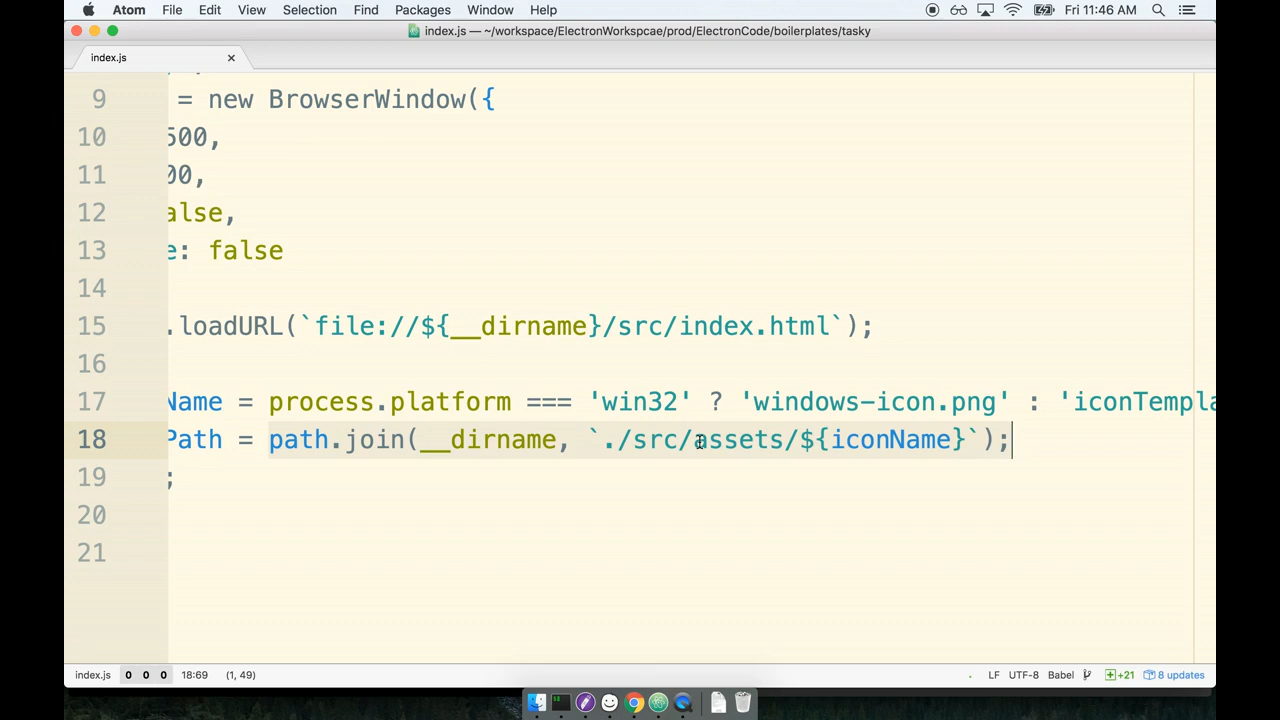 Atom File Edit View Selection Find Packages Window Help Fri 11:46 AM
index.js — ~/workspace/ElectronWorkspcae/prod/ElectronCode/boilerplates/tasky
index.js
9 = new BrowserWindow({
10 500,
11 00,
12 alse,
13 e: false
14
15 .loadURL(`file://${__dirname}/src/index.html`);
16
17 Name = process.platform === 'win32' ? 'windows-icon.png' : 'iconTempla
18 Path = path.join(__dirname, `./src/assets/${iconName}`);
19 ;
20
21
index.js 0 0 0 18:69 (1, 49) LF UTF-8 Babel +21 8 updates